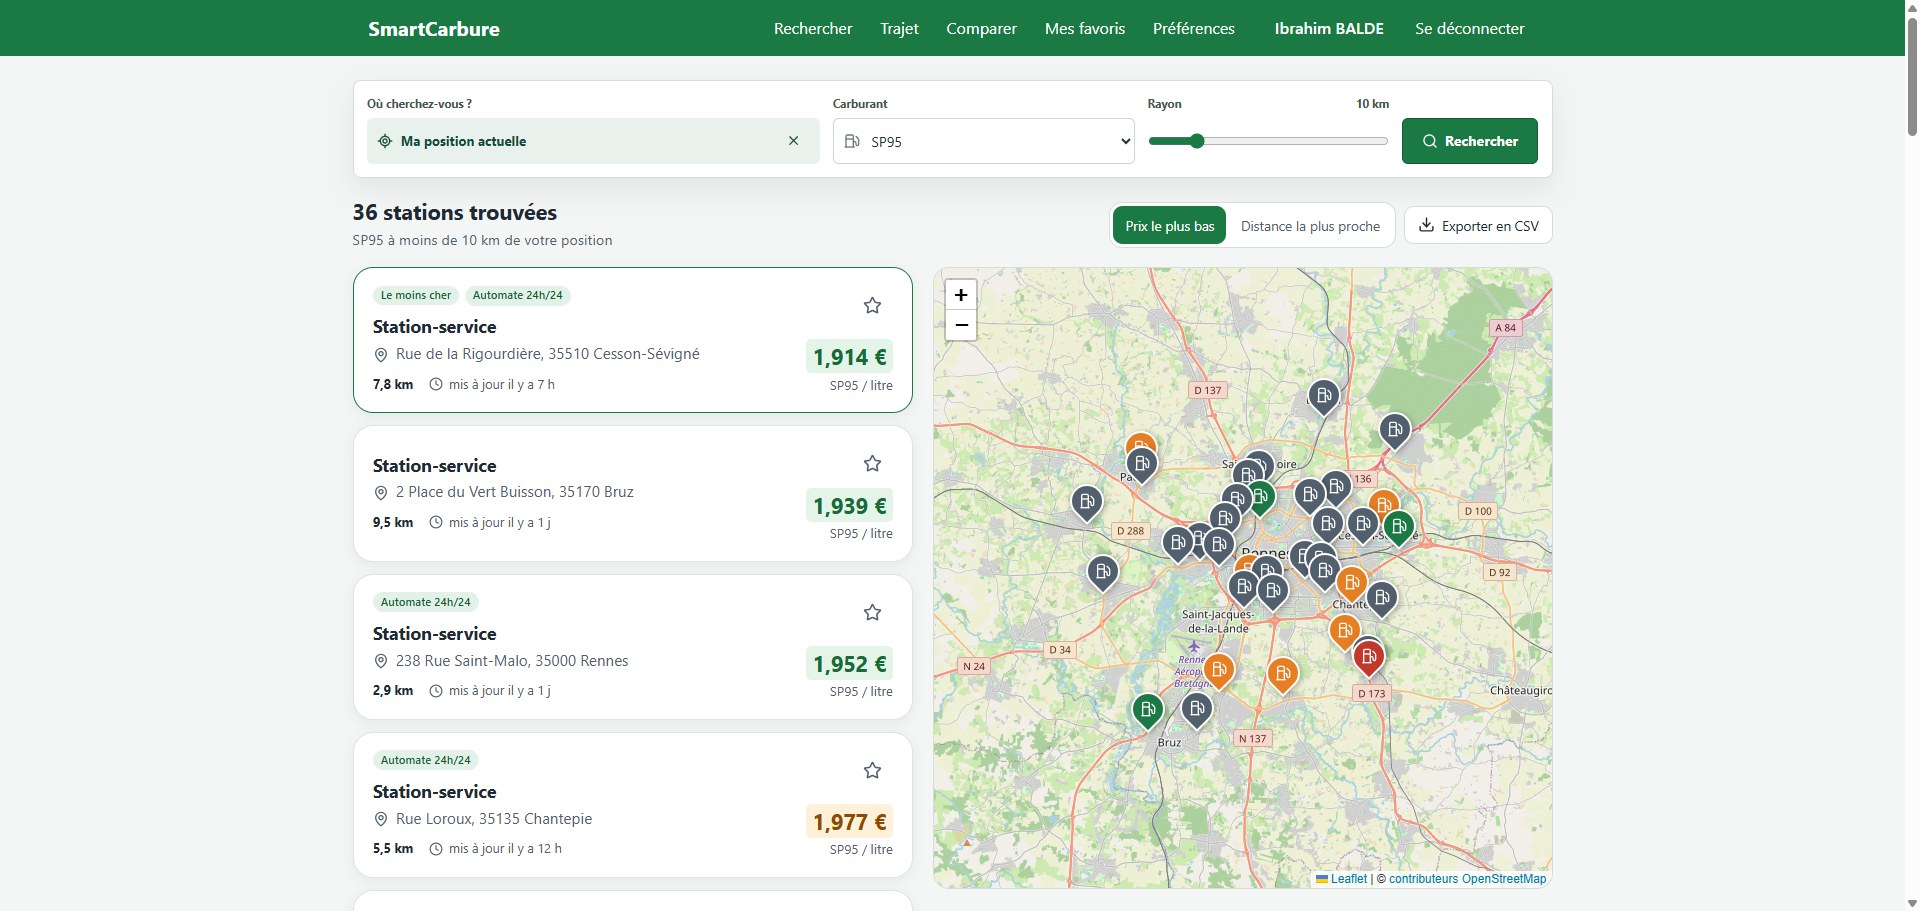 SmartCarbure
Rechercher
Trajet
Comparer
Mes favoris
Préférences
Ibrahim BALDE
Se déconnecter
Où cherchez-vous ?
Carburant
Rayon
10 km
Ma position actuelle
SP95
Rechercher
36 stations trouvées
SP95 à moins de 10 km de votre position
Prix le plus bas
Distance la plus proche
Exporter en CSV
Le moins cher
Automate 24h/24
Station-service
Rue de la Rigourdière, 35510 Cesson-Sévigné
7,8 km
mis à jour il y a 7 h
1,914 €
SP95 / litre
Station-service
2 Place du Vert Buisson, 35170 Bruz
9,5 km
mis à jour il y a 1 j
1,939 €
SP95 / litre
Automate 24h/24
Station-service
238 Rue Saint-Malo, 35000 Rennes
2,9 km
mis à jour il y a 1 j
1,952 €
SP95 / litre
Automate 24h/24
Station-service
Rue Loroux, 35135 Chantepie
5,5 km
mis à jour il y a 12 h
1,977 €
SP95 / litre
+
−
A 84
D 137
136
D 100
D 288
Rennes
D 92
Saint-Jacques-
de-la-Lande
D 34
N 24
D 173
Châteaugiro
Bruz
N 137
Leaflet | © contributeurs OpenStreetMap